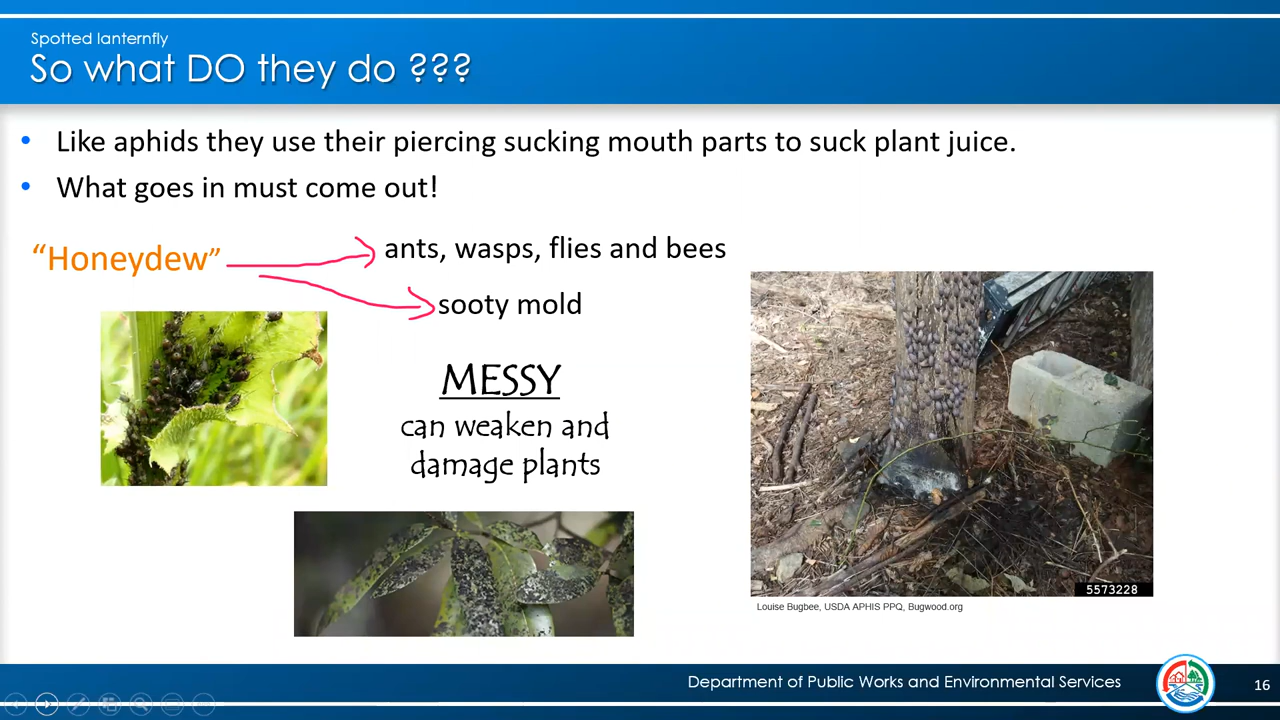 Spotted lanternfly
So what DO they do ???
• Like aphids they use their piercing sucking mouth parts to suck plant juice.
• What goes in must come out!
“Honeydew”
ants, wasps, flies and bees
sooty mold
MESSY
can weaken and
damage plants
5573228
Louise Bugbee, USDA APHIS PPQ, Bugwood.org
Department of Public Works and Environmental Services
16